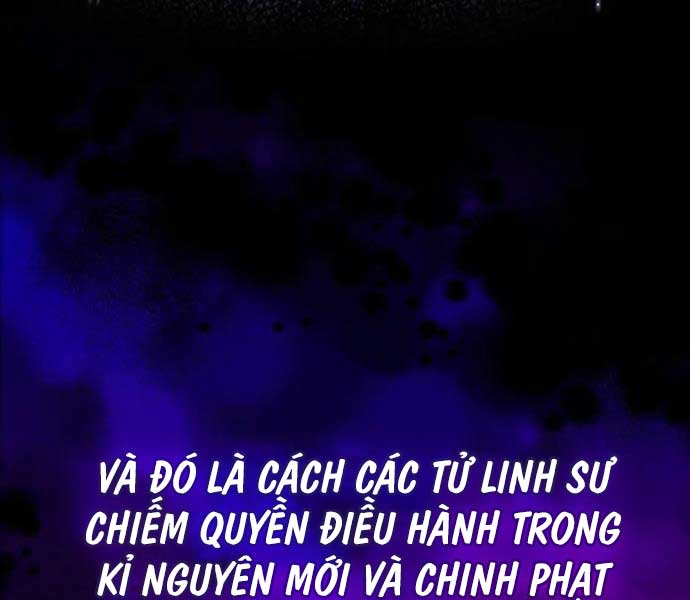 VÀ ĐÓ LÀ CÁCH CÁC TỬ LINH SƯ
CHIẾM QUYỀN ĐIỀU HÀNH TRONG
KỈ NGUYÊN MỚI VÀ CHINH PHẠT